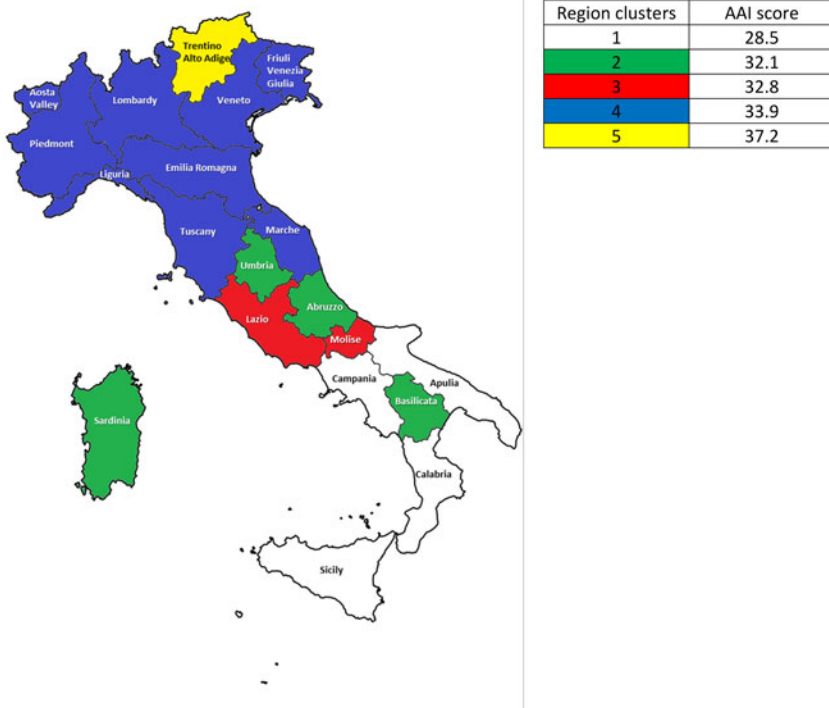 Region clusters AAI score
1 28.5
2 32.1
3 32.8
4 33.9
5 37.2
Trentino
Alto Adige
Friuli
Venezia
Giulia
Aosta
Valley
Lombardy
Veneto
Piedmont
Emilia Romagna
Liguria
Tuscany
Marche
Umbria
Abruzzo
Lazio
Molise
Campania
Apulia
Basilicata
Sardinia
Calabria
Sicily